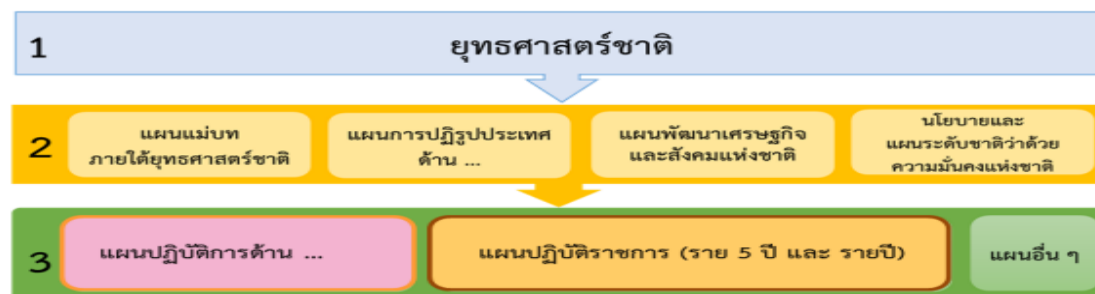 1
ยุทธศาสตร์ชาติ
2
แผนแม่บท
ภายใต้ยุทธศาสตร์ชาติ
แผนการปฏิรูปประเทศ
ด้าน ...
แผนพัฒนาเศรษฐกิจ
และสังคมแห่งชาติ
นโยบายและ
แผนระดับชาติว่าด้วย
ความมั่นคงแห่งชาติ
3
แผนปฏิบัติการด้าน ...
แผนปฏิบัติราชการ (ราย 5 ปี และ รายปี)
แผนอื่น ๆ